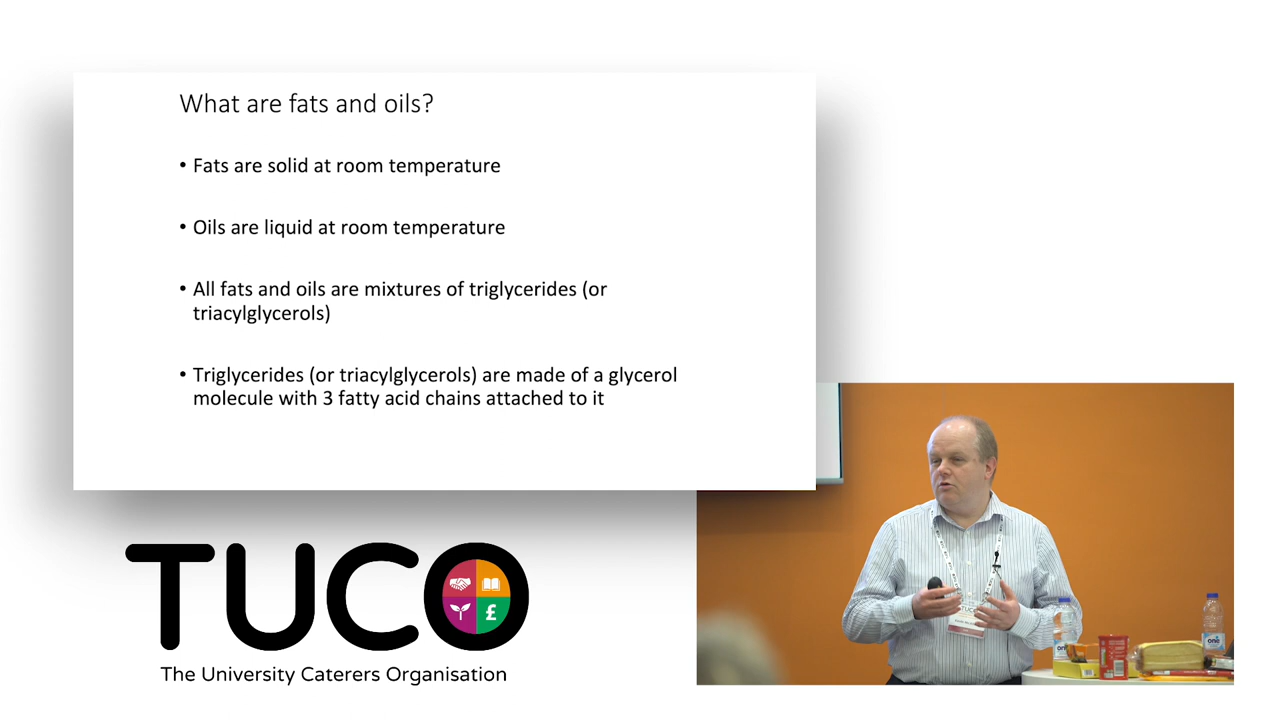 What are fats and oils?
• Fats are solid at room temperature
• Oils are liquid at room temperature
• All fats and oils are mixtures of triglycerides (or
triacylglycerols)
• Triglycerides (or triacylglycerols) are made of a glycerol
molecule with 3 fatty acid chains attached to it
TUCO
£
The University Caterers Organisation
one